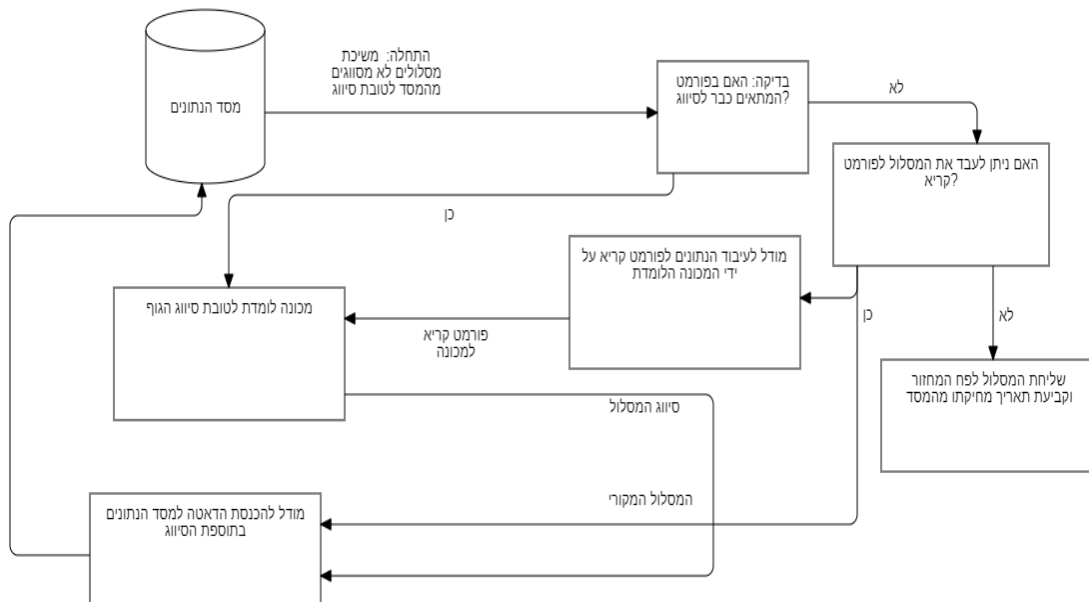 מסד הנתונים
התחלה: משיכת
מסלולים לא מסווגים
מהמסד לטובת סיווג
בדיקה: האם בפורמט
המתאים כבר לסיווג?
לא
האם ניתן לעבד את המסלול לפורמט
קריא?
כן
מודל לעיבוד הנתונים לפורמט קריא על
ידי המכונה הלומדת
כן
לא
מכונה לומדת לטובת סיווג הגוף
פורמט קריא
למכונה
שליחת המסלול לפח המחזור
וקביעת תאריך מחיקתו מהמסד
סיווג המסלול
המסלול המקורי
מודל להכנסת הדאטה למסד הנתונים
בתוספת הסיווג